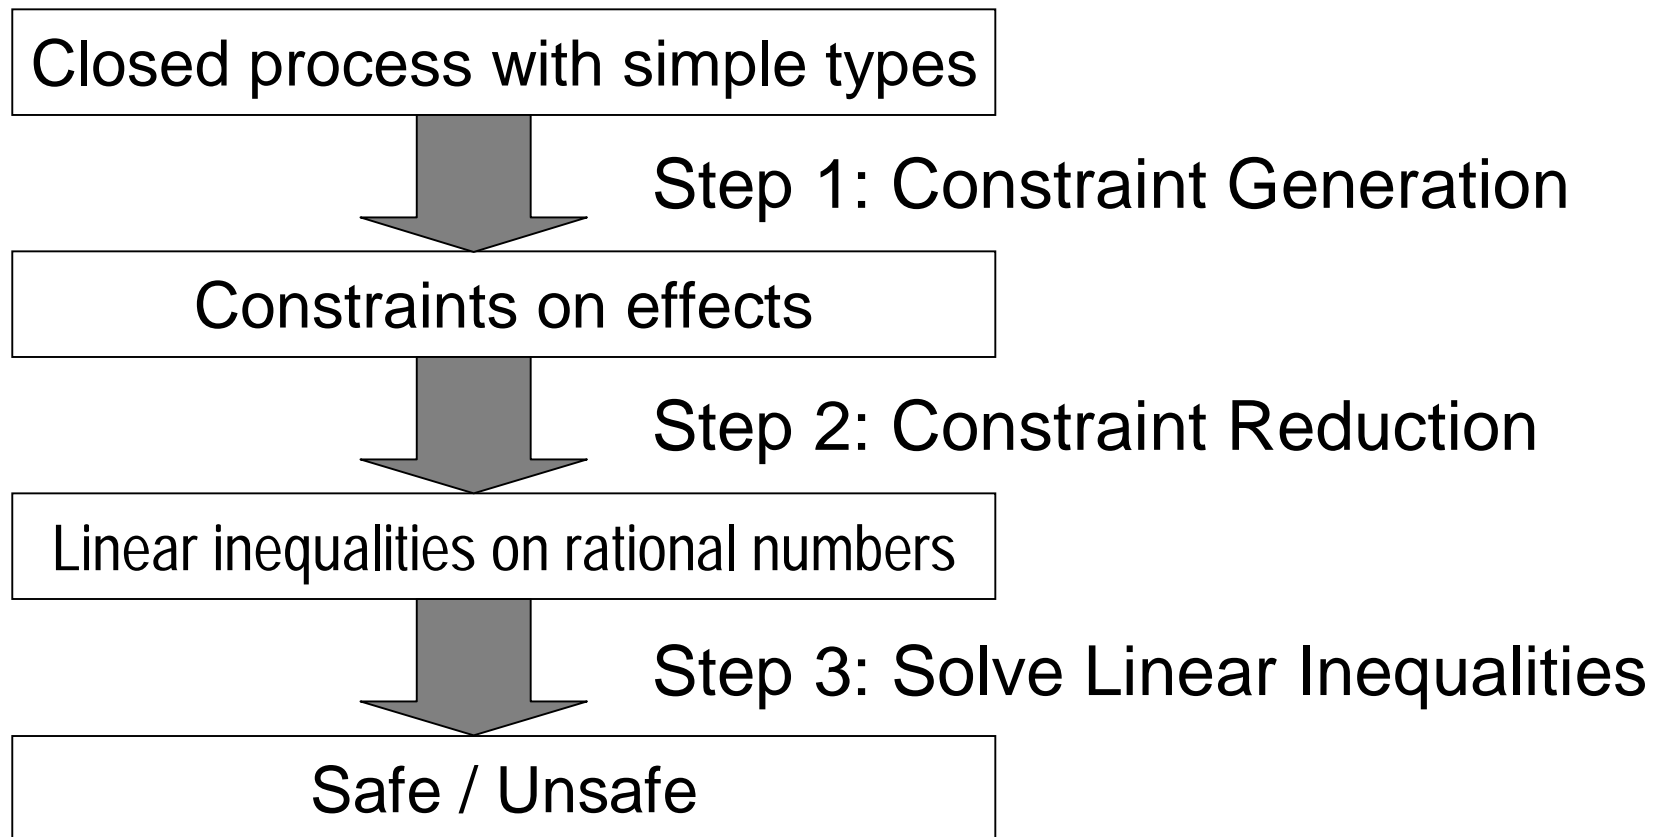 Closed process with simple types
Step 1: Constraint Generation
Constraints on effects
Step 2: Constraint Reduction
Linear inequalities on rational numbers
Step 3: Solve Linear Inequalities
Safe / Unsafe